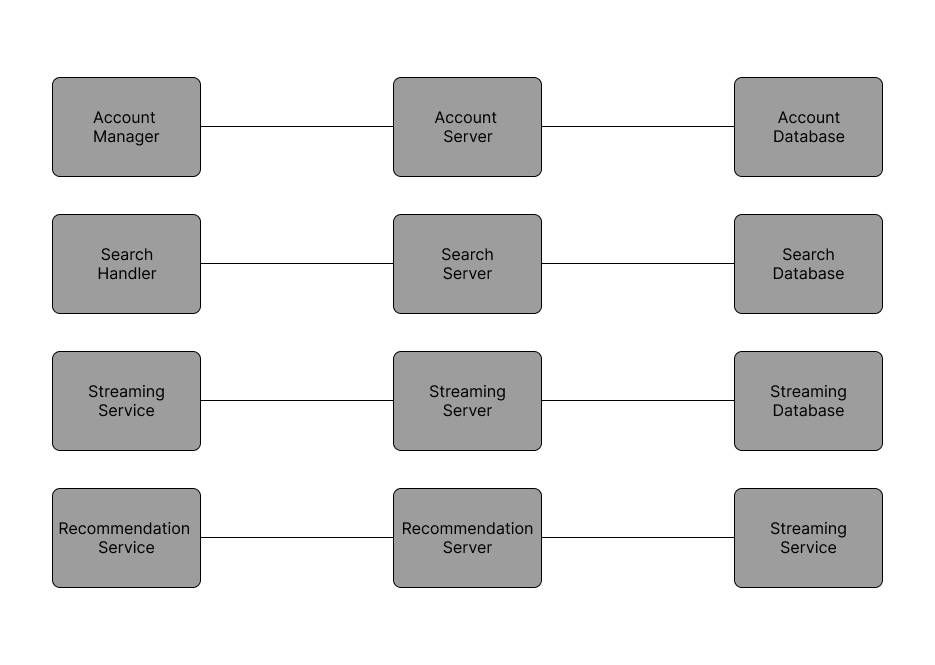 Account
Manager
Account
Server
Account
Database
Search
Handler
Search
Server
Search
Database
Streaming
Service
Streaming
Server
Streaming
Database
Recommendation
Service
Recommendation
Server
Streaming
Service